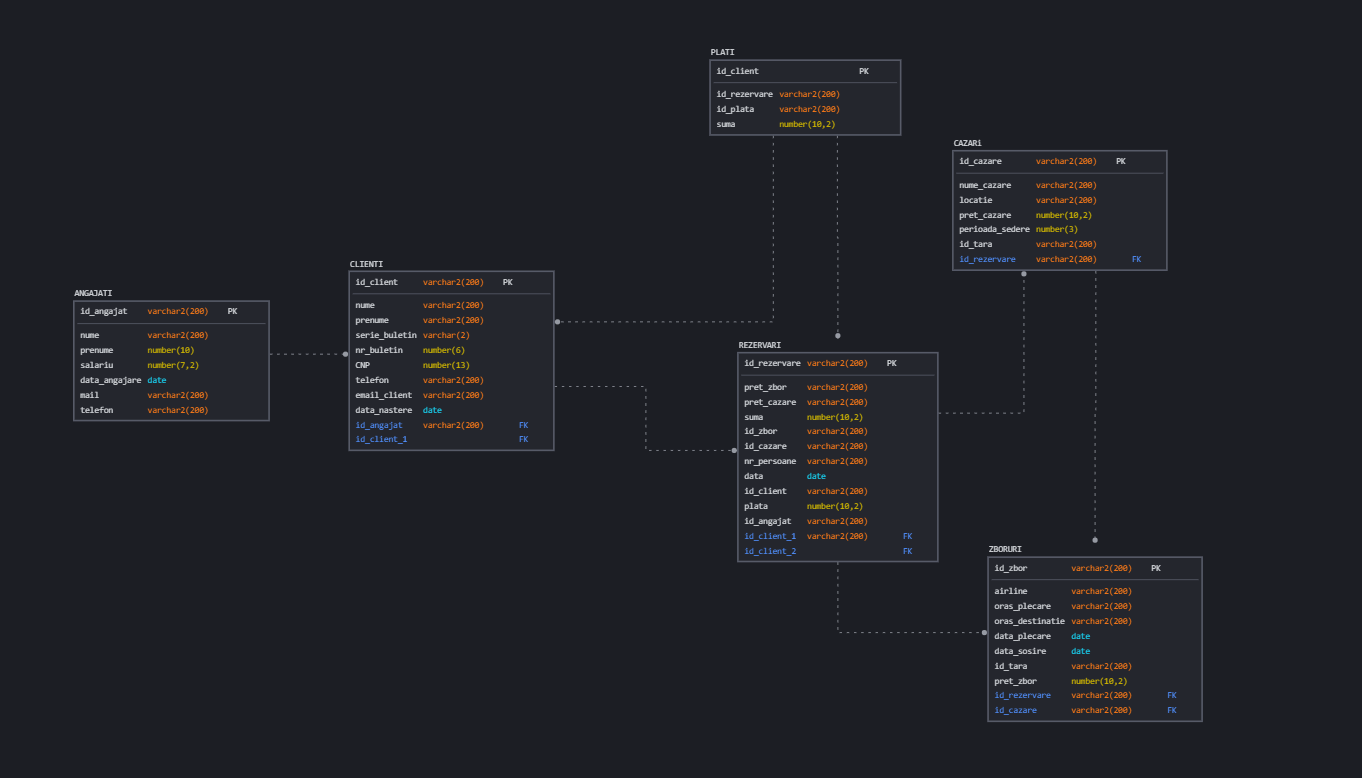 PLATI
id_client PK
id_rezervare varchar2(200)
id_plata varchar2(200)
suma number(10,2)
CAZARi
id_cazare varchar2(200) PK
nume_cazare varchar2(200)
locatie varchar2(200)
pret_cazare number(10,2)
perioada_sedere number(3)
id_tara varchar2(200)
id_rezervare varchar2(200) FK
CLIENTI
id_client varchar2(200) PK
nume varchar2(200)
prenume varchar2(200)
serie_buletin varchar(2)
nr_buletin number(6)
CNP number(13)
telefon varchar2(200)
email_client varchar2(200)
data_nastere date
id_angajat varchar2(200) FK
id_client_1 FK
ANGAJATI
id_angajat varchar2(200) PK
nume varchar2(200)
prenume number(10)
salariu number(7,2)
data_angajare date
mail varchar2(200)
telefon varchar2(200)
REZERVARI
id_rezervare varchar2(200) PK
pret_zbor varchar2(200)
pret_cazare varchar2(200)
suma number(10,2)
id_zbor varchar2(200)
id_cazare varchar2(200)
nr_persoane varchar2(200)
data date
id_client varchar2(200)
plata number(10,2)
id_angajat varchar2(200)
id_client_1 varchar2(200) FK
id_client_2 FK
ZBORURI
id_zbor varchar2(200) PK
airline varchar2(200)
oras_plecare varchar2(200)
oras_destinatie varchar2(200)
data_plecare date
data_sosire date
id_tara varchar2(200)
pret_zbor number(10,2)
id_rezervare varchar2(200) FK
id_cazare varchar2(200) FK